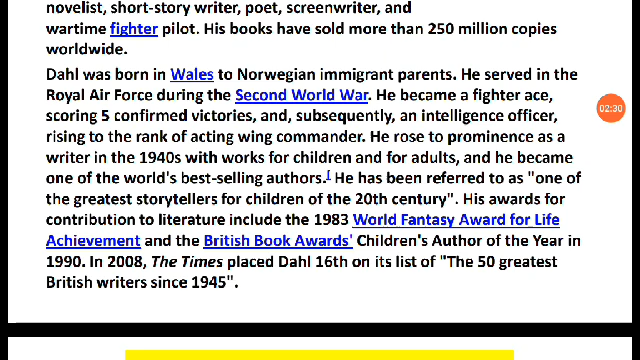 novelist, short-story writer, poet, screenwriter, and
wartime fighter pilot. His books have sold more than 250 million copies
worldwide.
Dahl was born in Wales to Norwegian immigrant parents. He served in the
Royal Air Force during the Second World War. He became a fighter ace,
scoring 5 confirmed victories, and, subsequently, an intelligence officer,
rising to the rank of acting wing commander. He rose to prominence as a
writer in the 1940s with works for children and for adults, and he became
one of the world's best-selling authors.[ He has been referred to as "one of
the greatest storytellers for children of the 20th century". His awards for
contribution to literature include the 1983 World Fantasy Award for Life
Achievement and the British Book Awards' Children's Author of the Year in
1990. In 2008, The Times placed Dahl 16th on its list of "The 50 greatest
British writers since 1945".
02:30